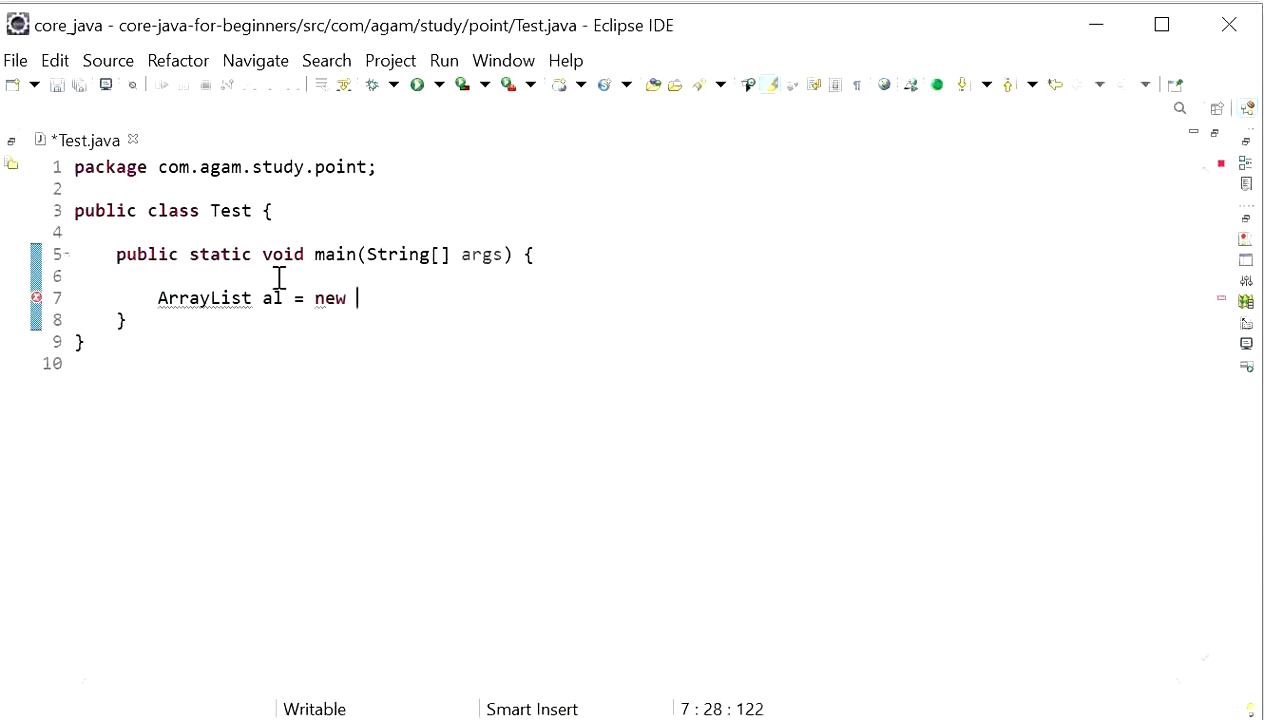 core_java - core-java-for-beginners/src/com/agam/study/point/Test.java - Eclipse IDE
File Edit Source Refactor Navigate Search Project Run Window Help
*Test.java
1 package com.agam.study.point;
2
3 public class Test {
4
5 public static void main(String[] args) {
6
7 ArrayList al = new
8 }
9 }
10
Writable Smart Insert 7 : 28 : 122